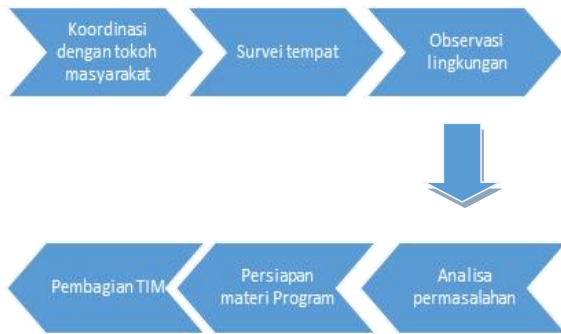 Koordinasi
dengan tokoh
masyarakat
Survei tempat
Observasi
lingkungan
Analisa
permasalahan
Persiapan
materi Program
Pembagian TIM